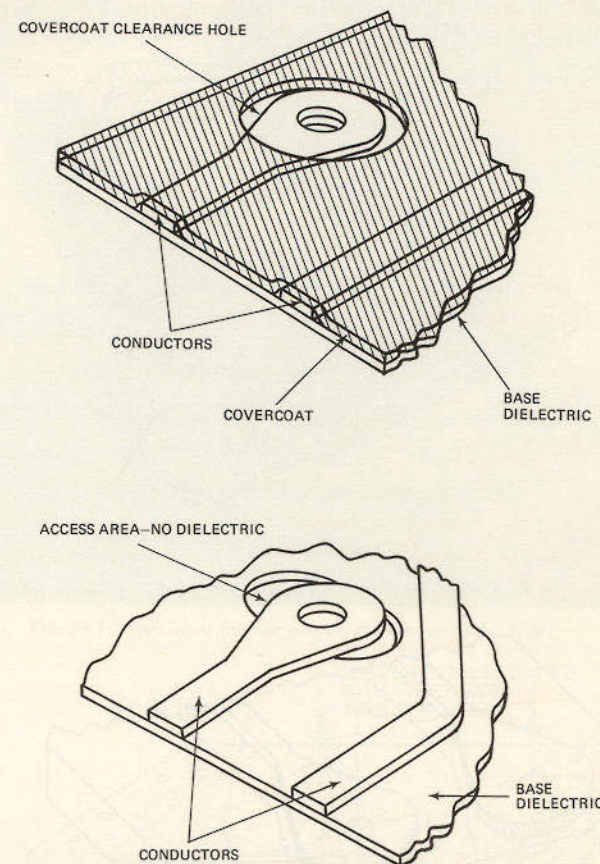 COVERCOAT CLEARANCE HOLE
CONDUCTORS
COVERCOAT
BASE
DIELECTRIC
ACCESS AREA–NO DIELECTRIC
BASE
DIELECTRIC
CONDUCTORS